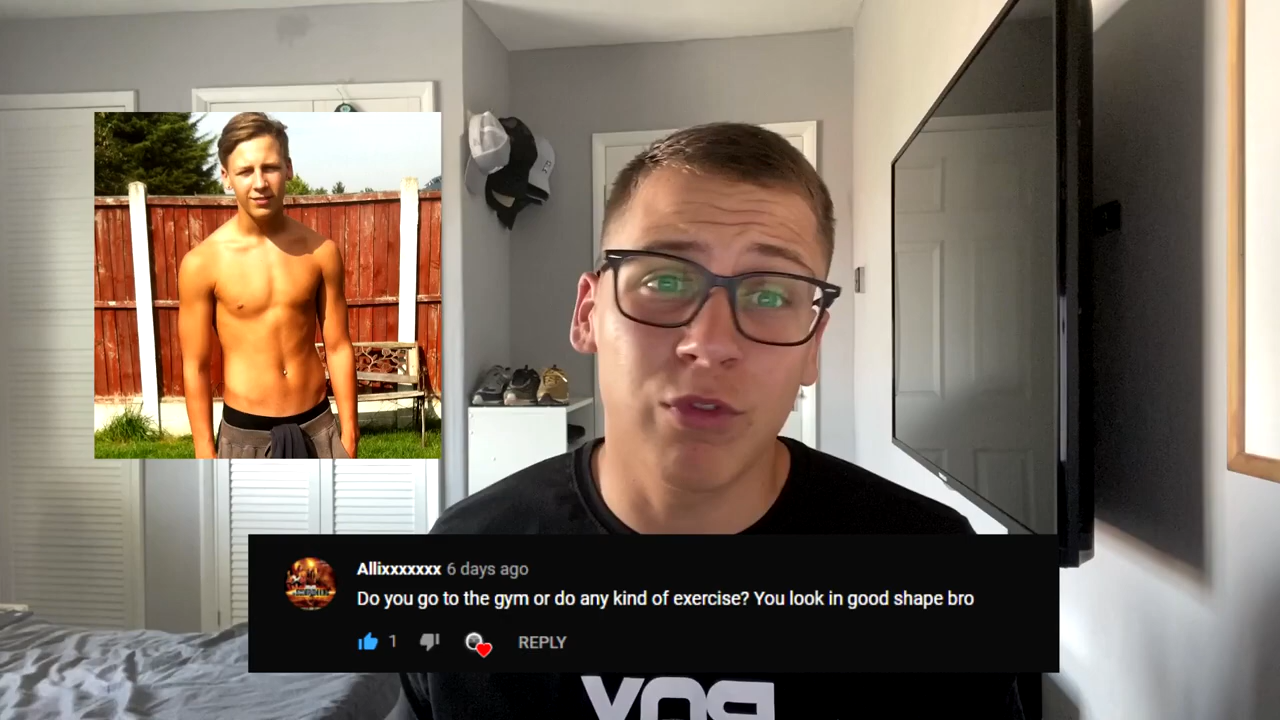 Allixxxxxxx 6 days ago
Do you go to the gym or do any kind of exercise? You look in good shape bro
1 REPLY